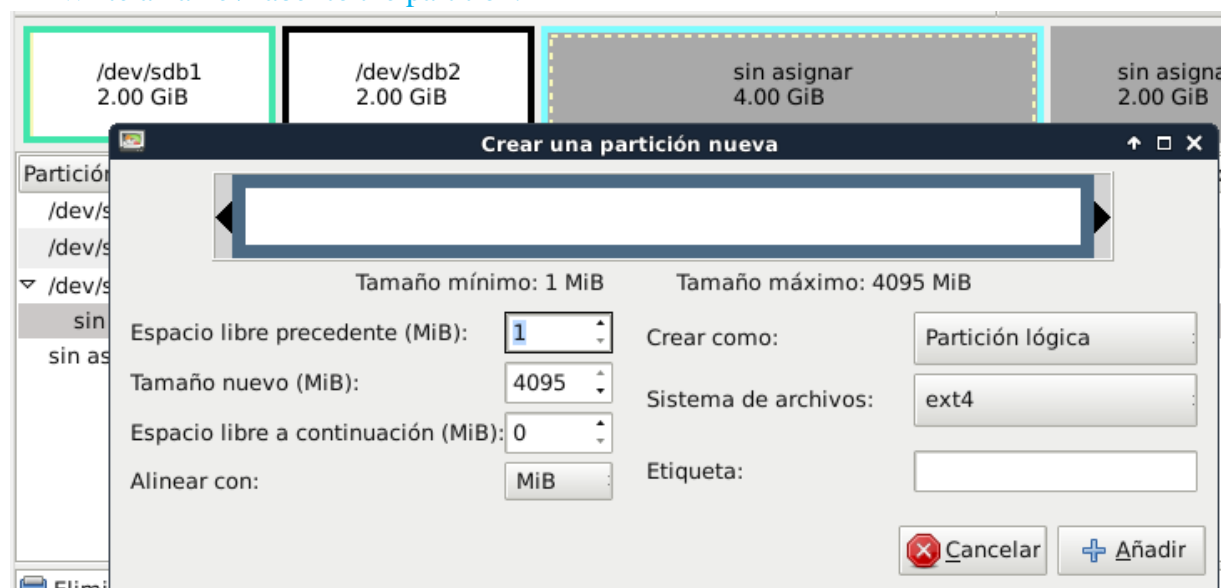 /dev/sdb1
2.00 GiB
/dev/sdb2
2.00 GiB
sin asignar
4.00 GiB
sin asigna
2.00 GiB
Crear una partición nueva
Partición
/dev/s
/dev/s
/dev/s
sin
sin as
Tamaño mínimo: 1 MiB
Tamaño máximo: 4095 MiB
Espacio libre precedente (MiB): 1
Crear como: Partición lógica
Tamaño nuevo (MiB): 4095
Sistema de archivos: ext4
Espacio libre a continuación (MiB): 0
Alinear con: MiB
Etiqueta:
Cancelar
Añadir